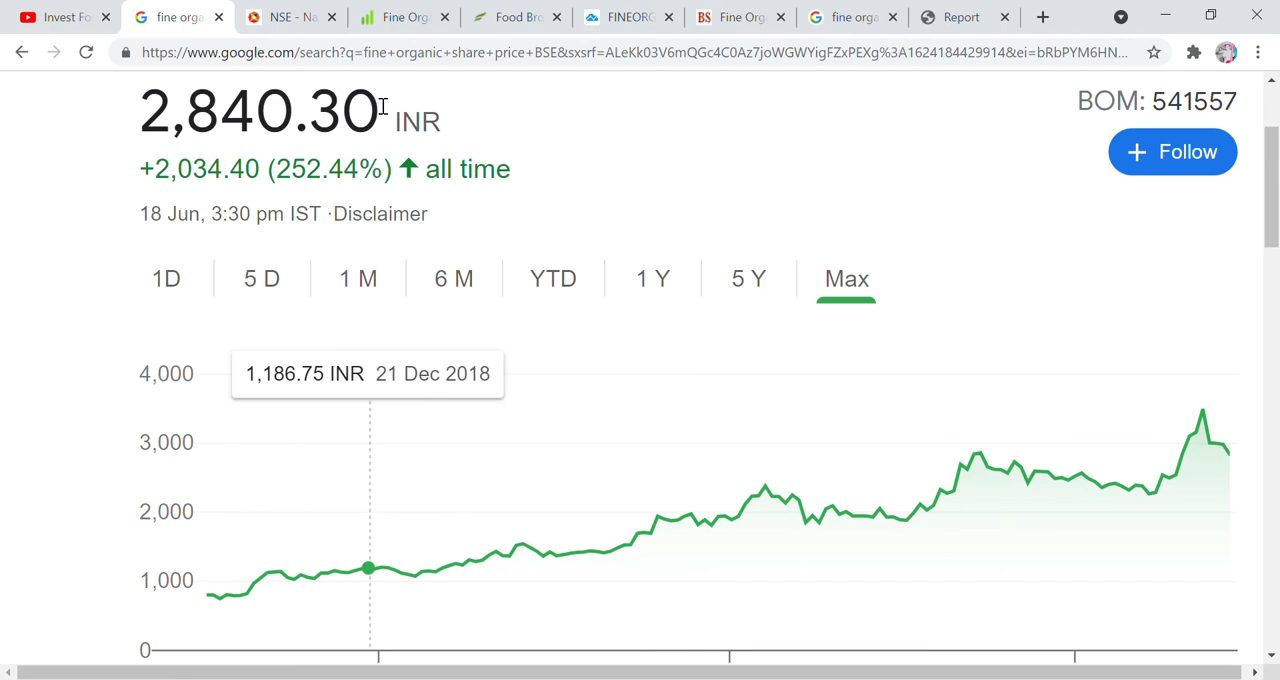 Invest Fo
fine orga
NSE - Na
Fine Org
Food Bro
FINEORG
BS Fine Org
fine orga
Report
https://www.google.com/search?q=fine+organic+share+price+BSE&sxsrf=ALeKk03V6mQGc4C0Az7joWGWYigFZxPEXg%3A1624184429914&ei=bRbPYM6HN...
2,840.30 INR
BOM: 541557
+ Follow
+2,034.40 (252.44%) ↑ all time
18 Jun, 3:30 pm IST ·Disclaimer
1D 5 D 1 M 6 M YTD 1 Y 5 Y Max
1,186.75 INR 21 Dec 2018
4,000
3,000
2,000
1,000
0